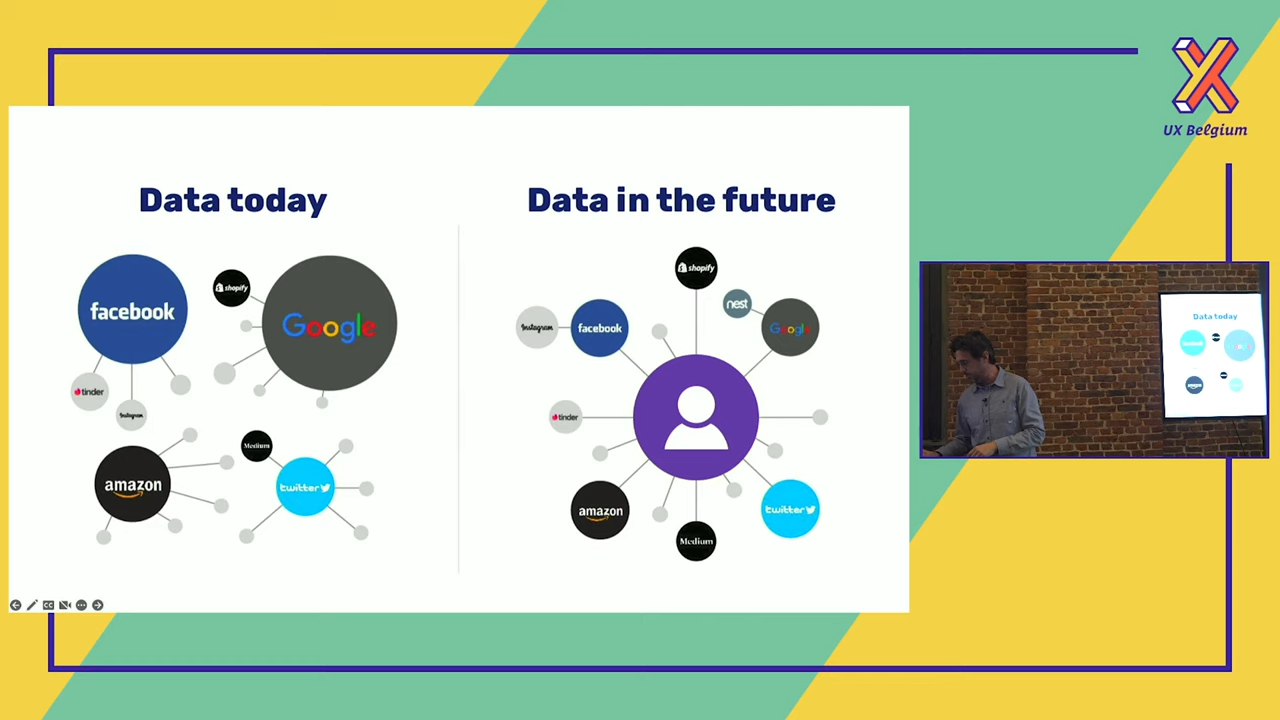 UX Belgium
Data today
facebook
shopify
Google
tinder
Instagram
amazon
Medium
twitter
Data in the future
shopify
nest
Instagram
facebook
Google
tinder
amazon
Medium
twitter
CC
Data today